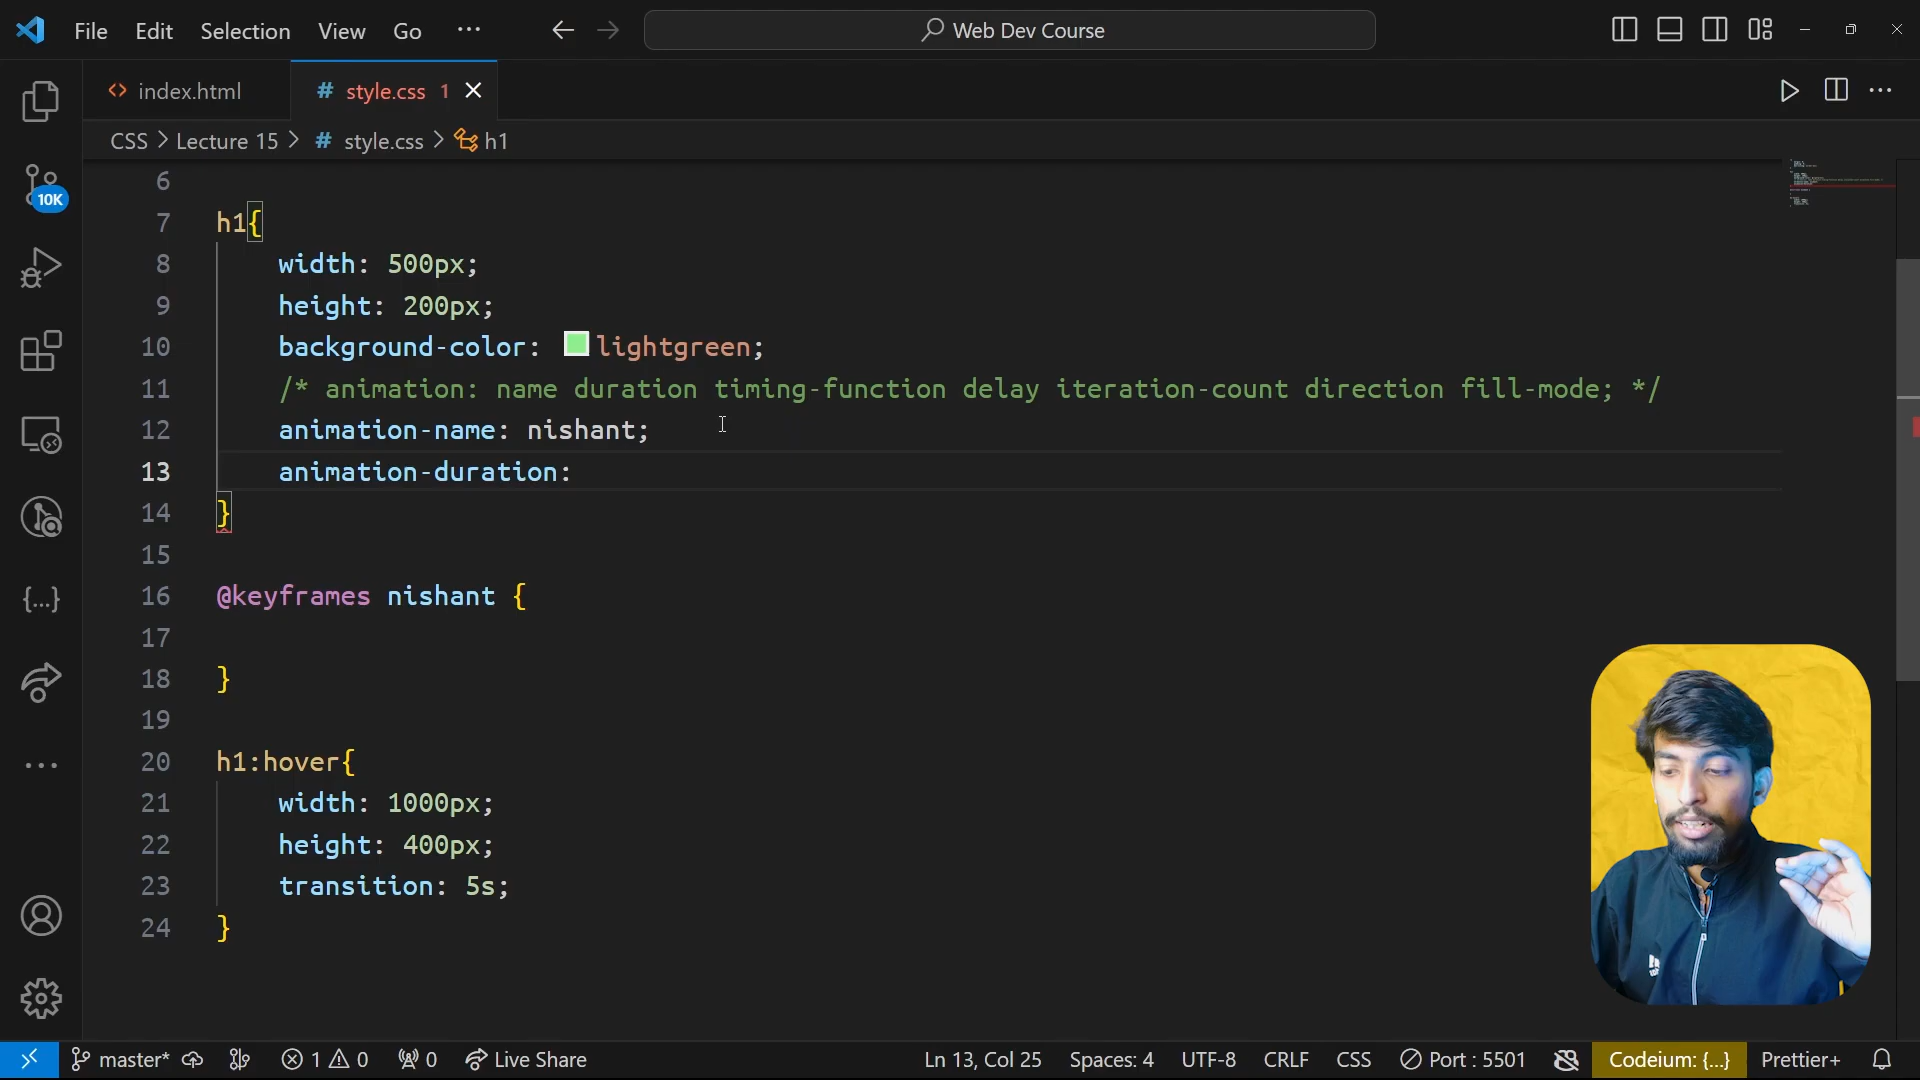 File Edit Selection View Go ... Web Dev Course
index.html # style.css 1
CSS > Lecture 15 > # style.css > h1
10K
6
7 h1{
8 width: 500px;
9 height: 200px;
10 background-color: lightgreen;
11 /* animation: name duration timing-function delay iteration-count direction fill-mode; */
12 animation-name: nishant;
13 animation-duration:
14 }
15
16 @keyframes nishant {
17
18 }
19
20 h1:hover{
21 width: 1000px;
22 height: 400px;
23 transition: 5s;
24 }
master* 1 0 0 Live Share Ln 13, Col 25 Spaces: 4 UTF-8 CRLF CSS Port : 5501 Codeium: {...} Prettier+